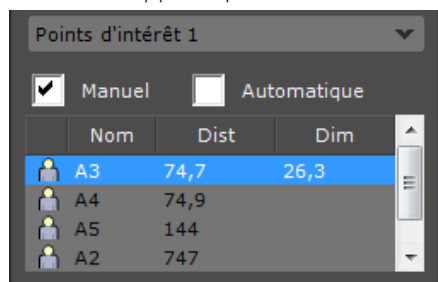 Points d'intérêt 1
Manuel Automatique
Nom Dist Dim
A3 74,7 26,3
A4 74,9
A5 144
A2 747